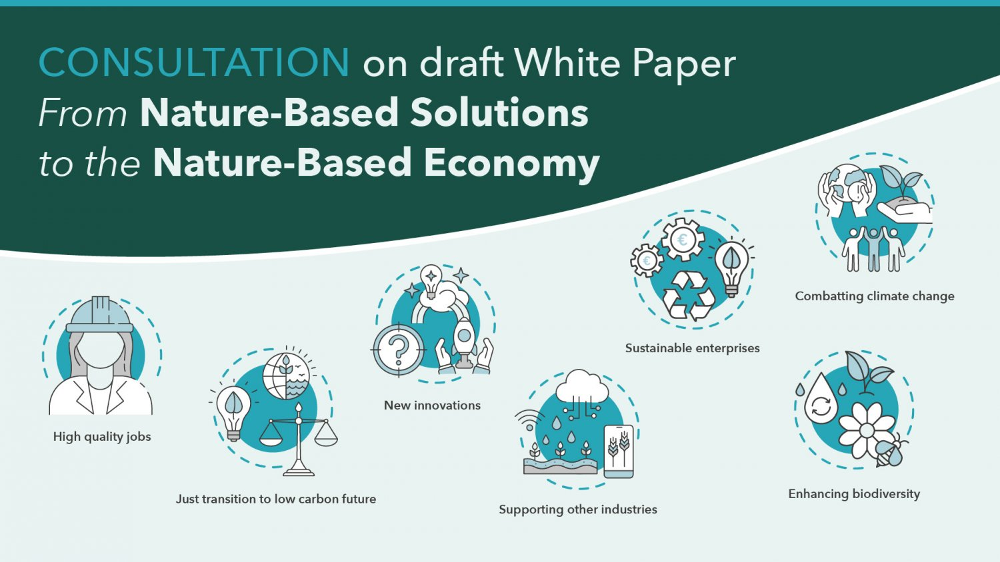 CONSULTATION on draft White Paper
From Nature-Based Solutions
to the Nature-Based Economy
Combatting climate change
€
€
Sustainable enterprises
?
New innovations
High quality jobs
Just transition to low carbon future
Supporting other industries
Enhancing biodiversity